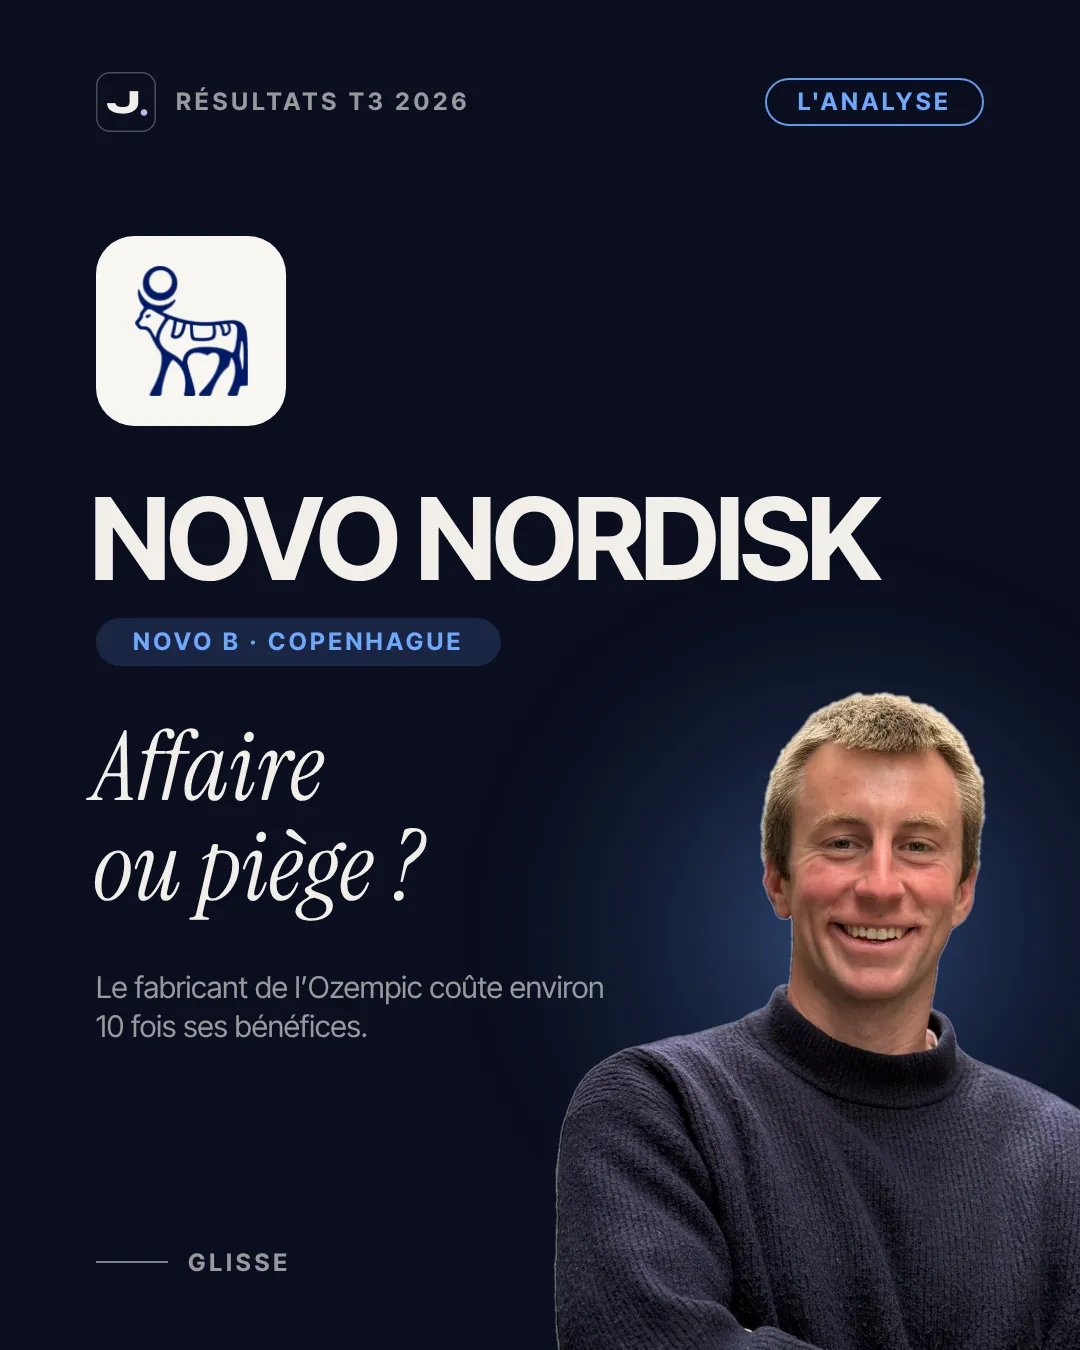 J.
RÉSULTATS T3 2026
L'ANALYSE
NOVO NORDISK
NOVO B · COPENHAGUE
Affaire
ou piège ?
Le fabricant de l’Ozempic coûte environ
10 fois ses bénéfices.
GLISSE